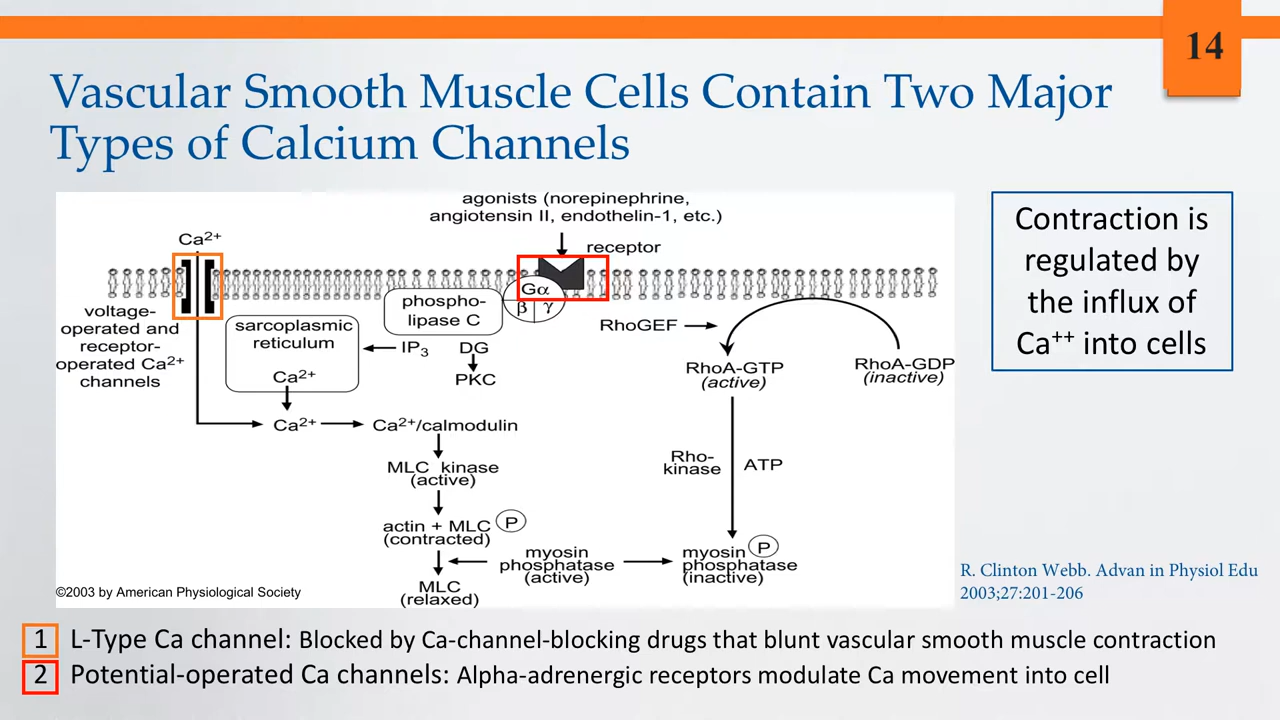 14
Vascular Smooth Muscle Cells Contain Two Major
Types of Calcium Channels
agonists (norepinephrine,
angiotensin II, endothelin-1, etc.)
Ca2+
receptor
Gα
β γ
phospho-
lipase C
voltage-
operated and
receptor-
operated Ca2+
channels
sarcoplasmic
reticulum
Ca2+
IP3
DG
PKC
RhoGEF
RhoA-GTP
(active)
RhoA-GDP
(inactive)
Ca2+
Ca2+/calmodulin
MLC kinase
(active)
Rho-
kinase
ATP
actin + MLC P
(contracted)
myosin
phosphatase
(active)
myosin P
phosphatase
(inactive)
MLC
(relaxed)
©2003 by American Physiological Society
Contraction is
regulated by
the influx of
Ca++ into cells
R. Clinton Webb. Advan in Physiol Edu
2003;27:201-206
1 L-Type Ca channel: Blocked by Ca-channel-blocking drugs that blunt vascular smooth muscle contraction
2 Potential-operated Ca channels: Alpha-adrenergic receptors modulate Ca movement into cell